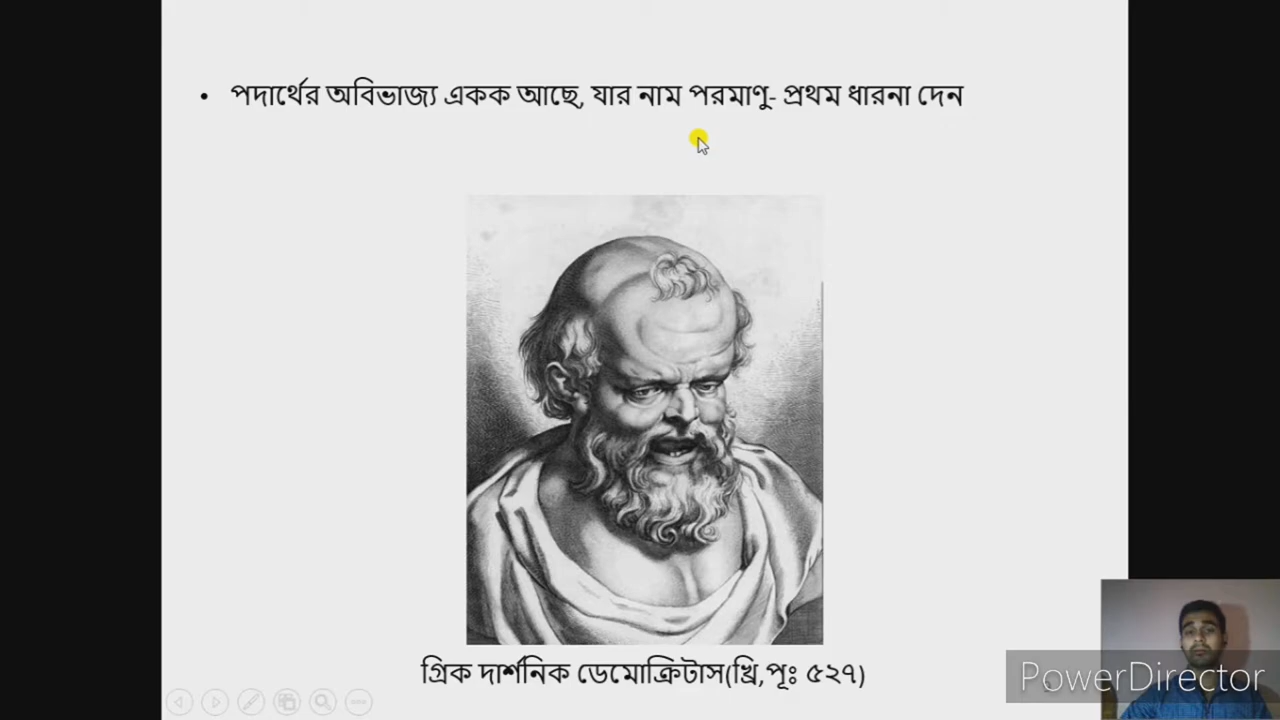 • পদার্থের অবিভাজ্য একক আছে, যার নাম পরমাণু- প্রথম ধারনা দেন
গ্রিক দার্শনিক ডেমোক্রিটাস(খ্রি,পূঃ ৫২৭)
PowerDirector